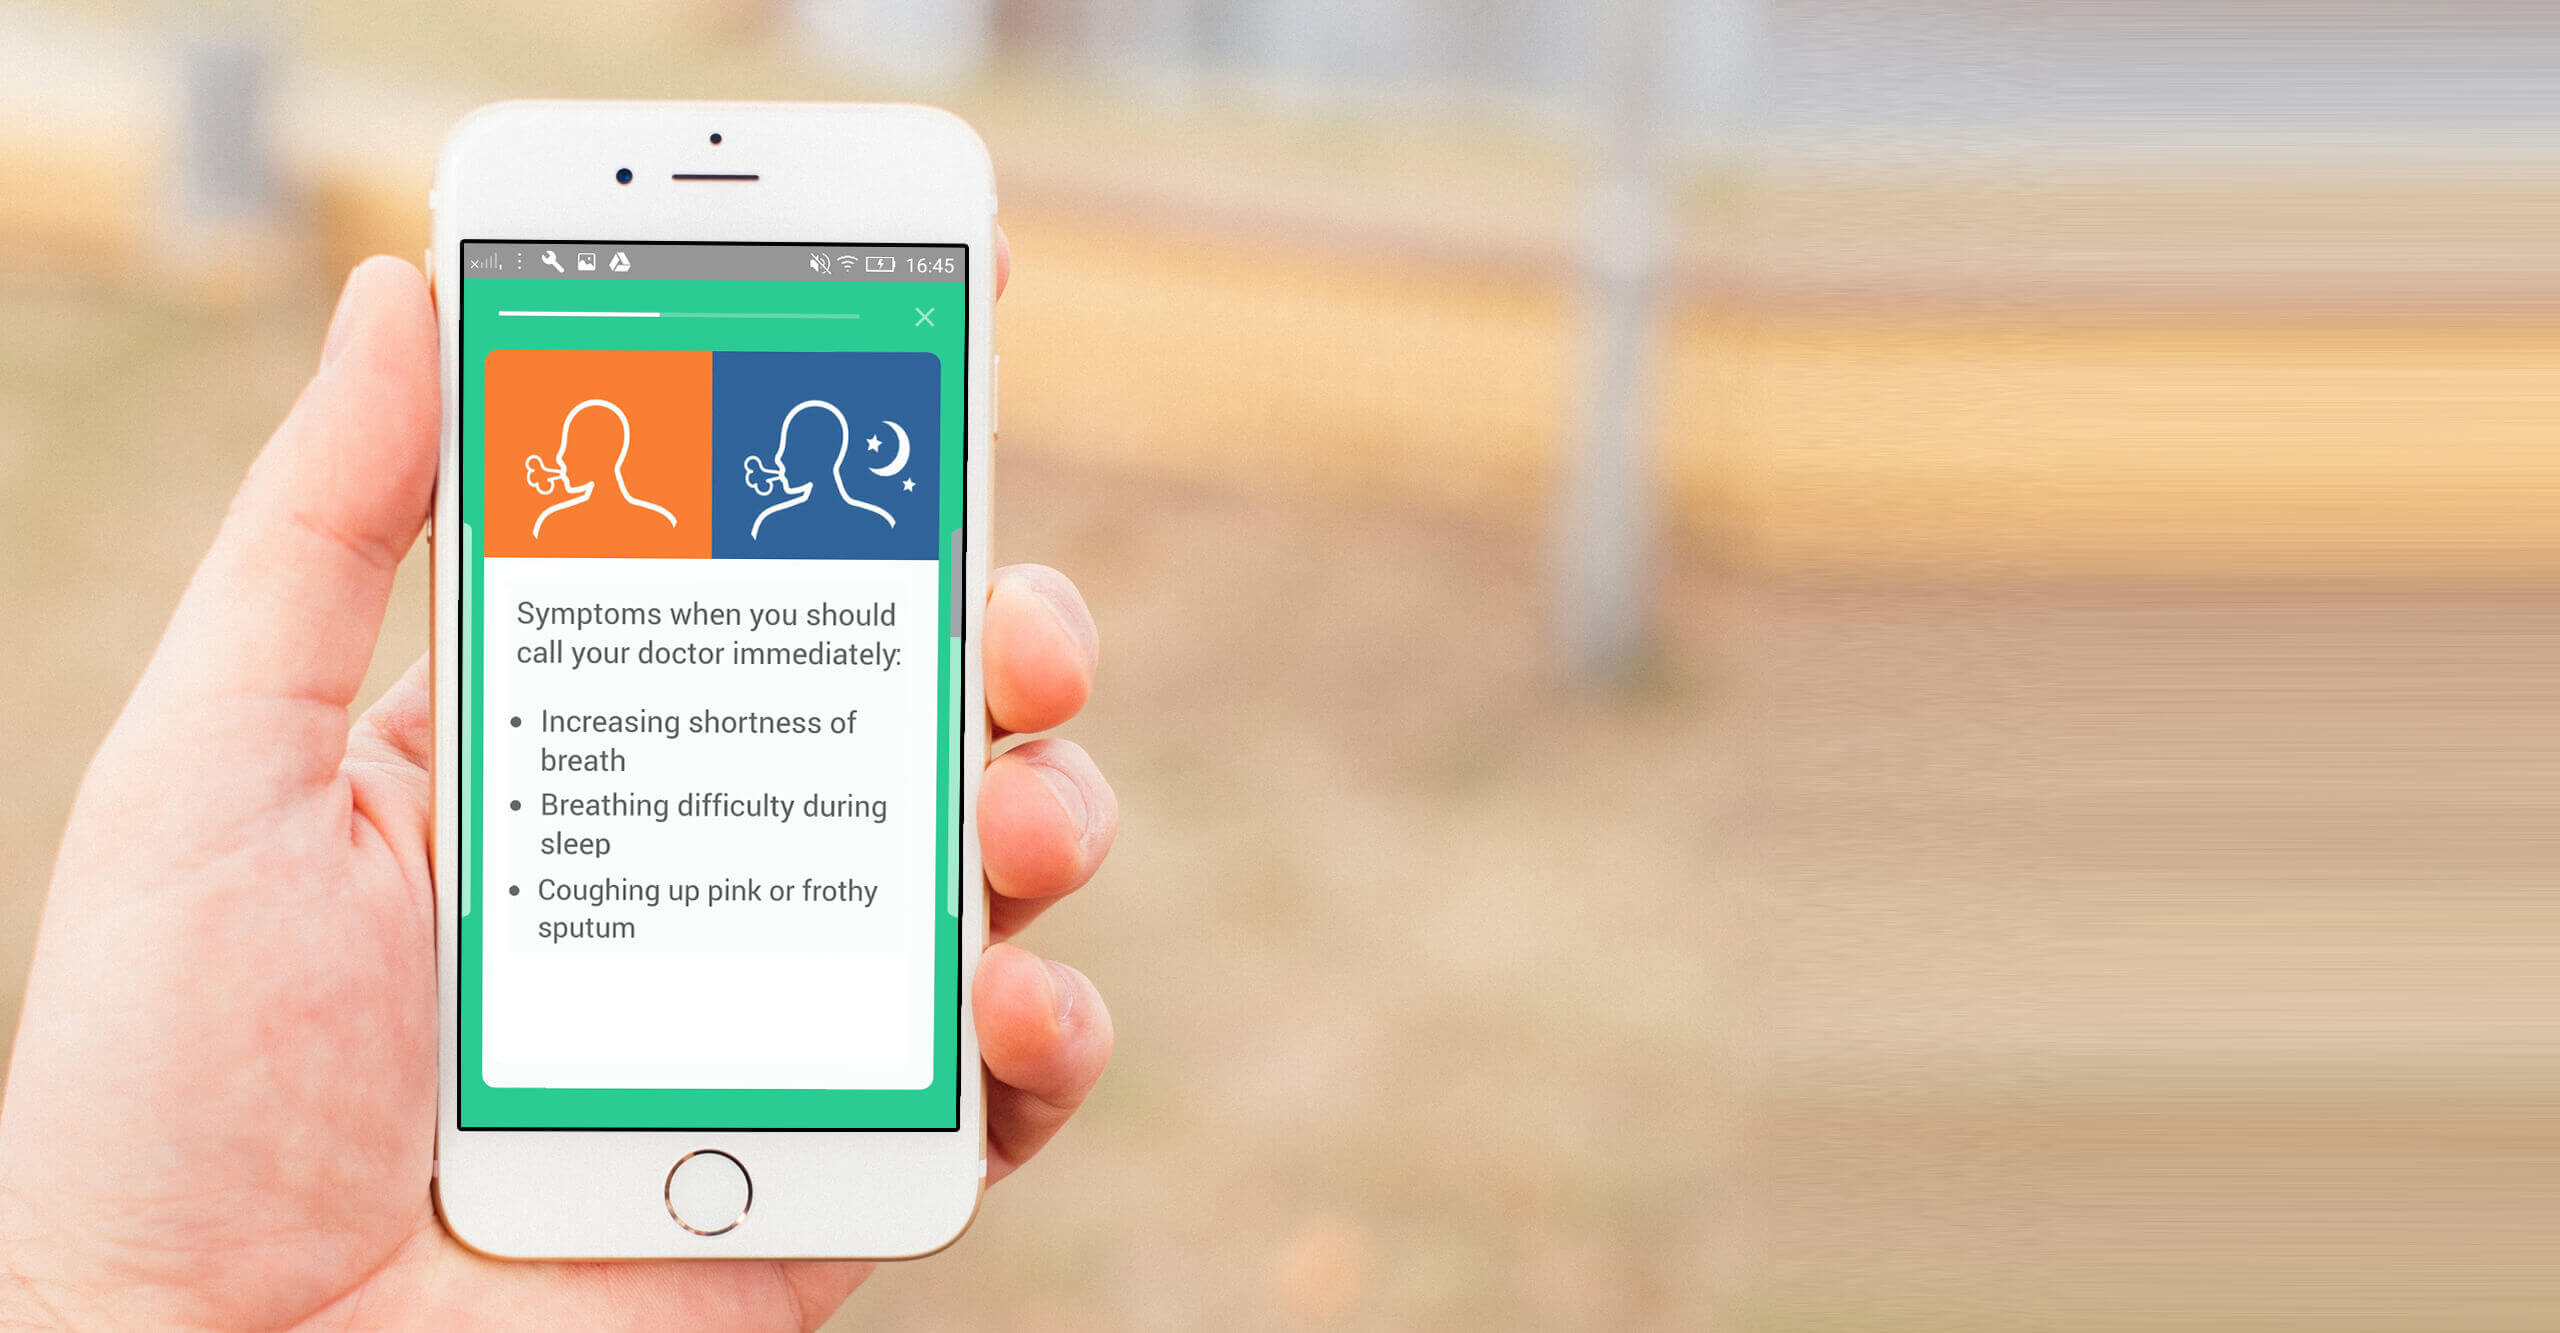 16:45
Symptoms when you should
call your doctor immediately:
Increasing shortness of
breath
Breathing difficulty during
sleep
Coughing up pink or frothy
sputum